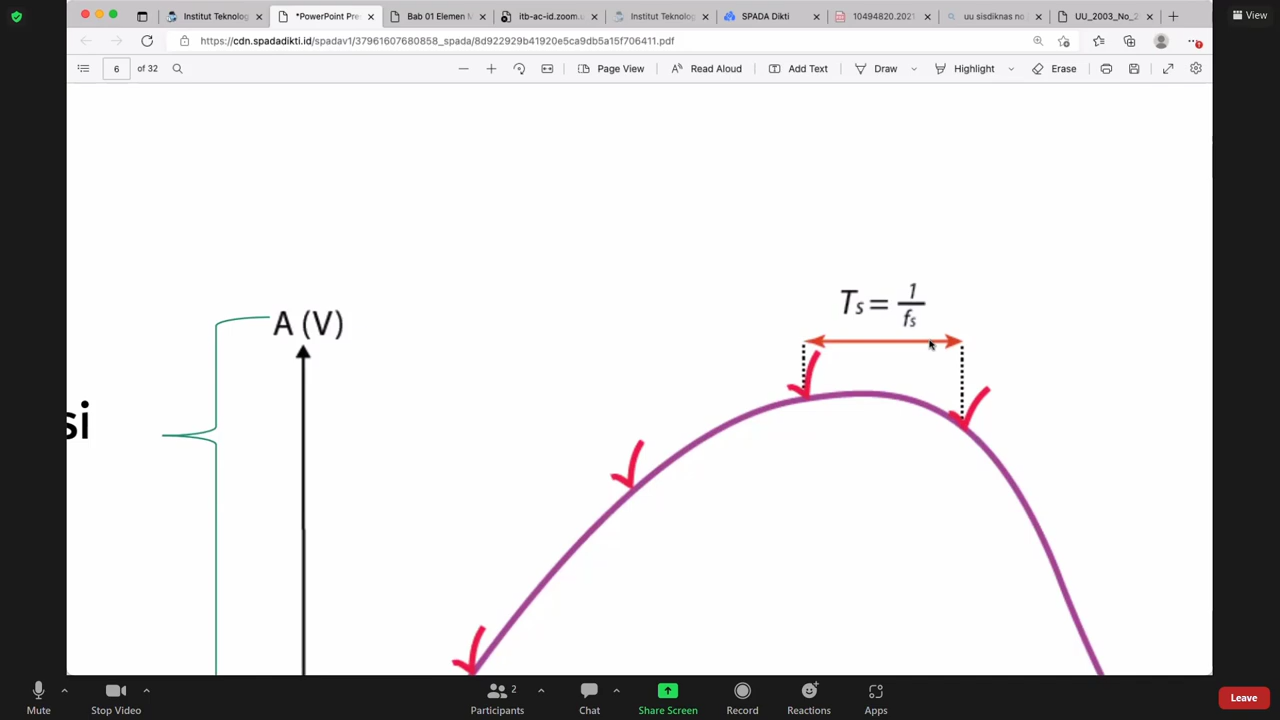 Institut Teknolog
*PowerPoint Pre
Bab 01 Elemen M
itb-ac-id.zoom.u
Institut Teknolog
SPADA Dikti
10494820.2021
uu sisdiknas no
UU_2003_No_2
View
https://cdn.spadadikti.id/spadav1/37961607680858_spada/8d922929b41920e5ca9db5a15f706411.pdf
6 of 32
Page View
Read Aloud
Add Text
Draw
Highlight
Erase
Ts = 1/fs
A (V)
si
Mute
Stop Video
2
Participants
Chat
Share Screen
Record
Reactions
Apps
Leave